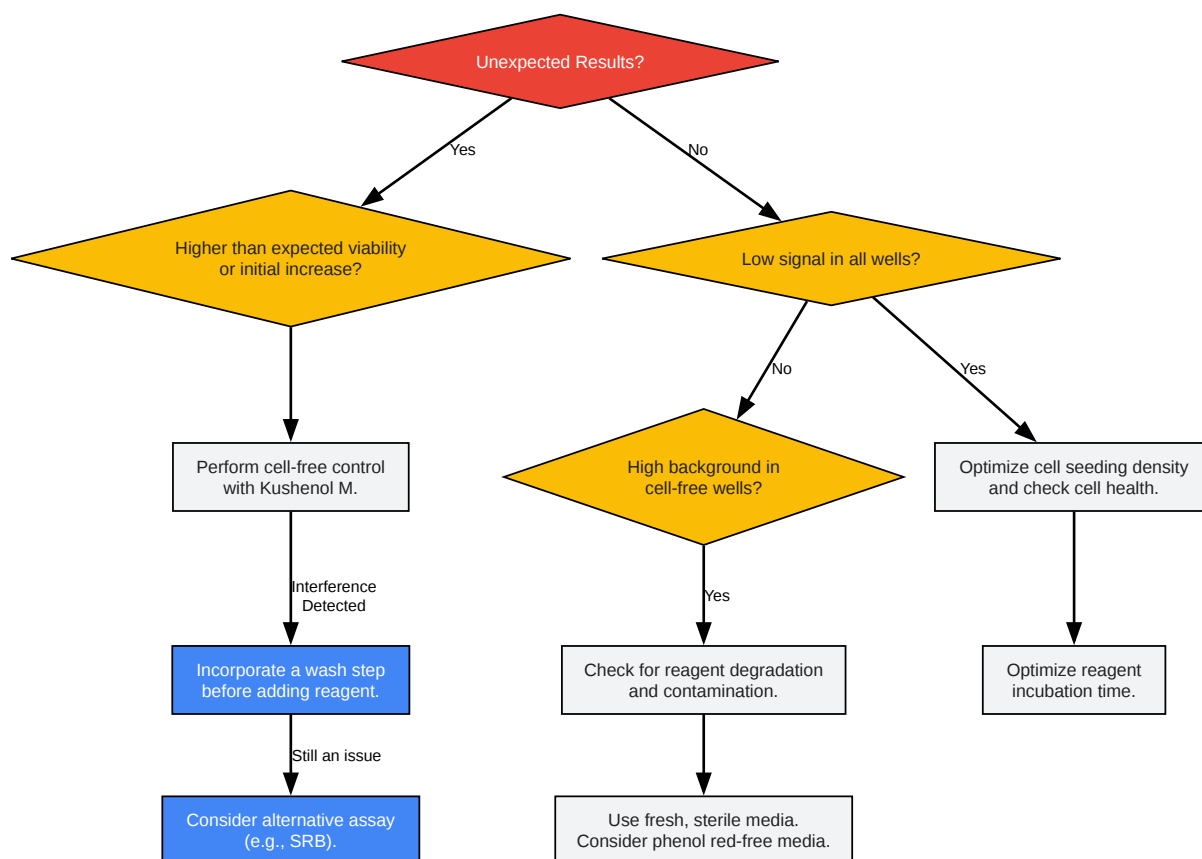 Unexpected Results?
Yes
No
Higher than expected viability
or initial increase?
Low signal in all wells?
No
Yes
Perform cell-free control
with Kushenol M.
High background in
cell-free wells?
Optimize cell seeding density
and check cell health.
Interference
Detected
Yes
Incorporate a wash step
before adding reagent.
Check for reagent degradation
and contamination.
Optimize reagent
incubation time.
Still an issue
Consider alternative assay
(e.g., SRB).
Use fresh, sterile media.
Consider phenol red-free media.